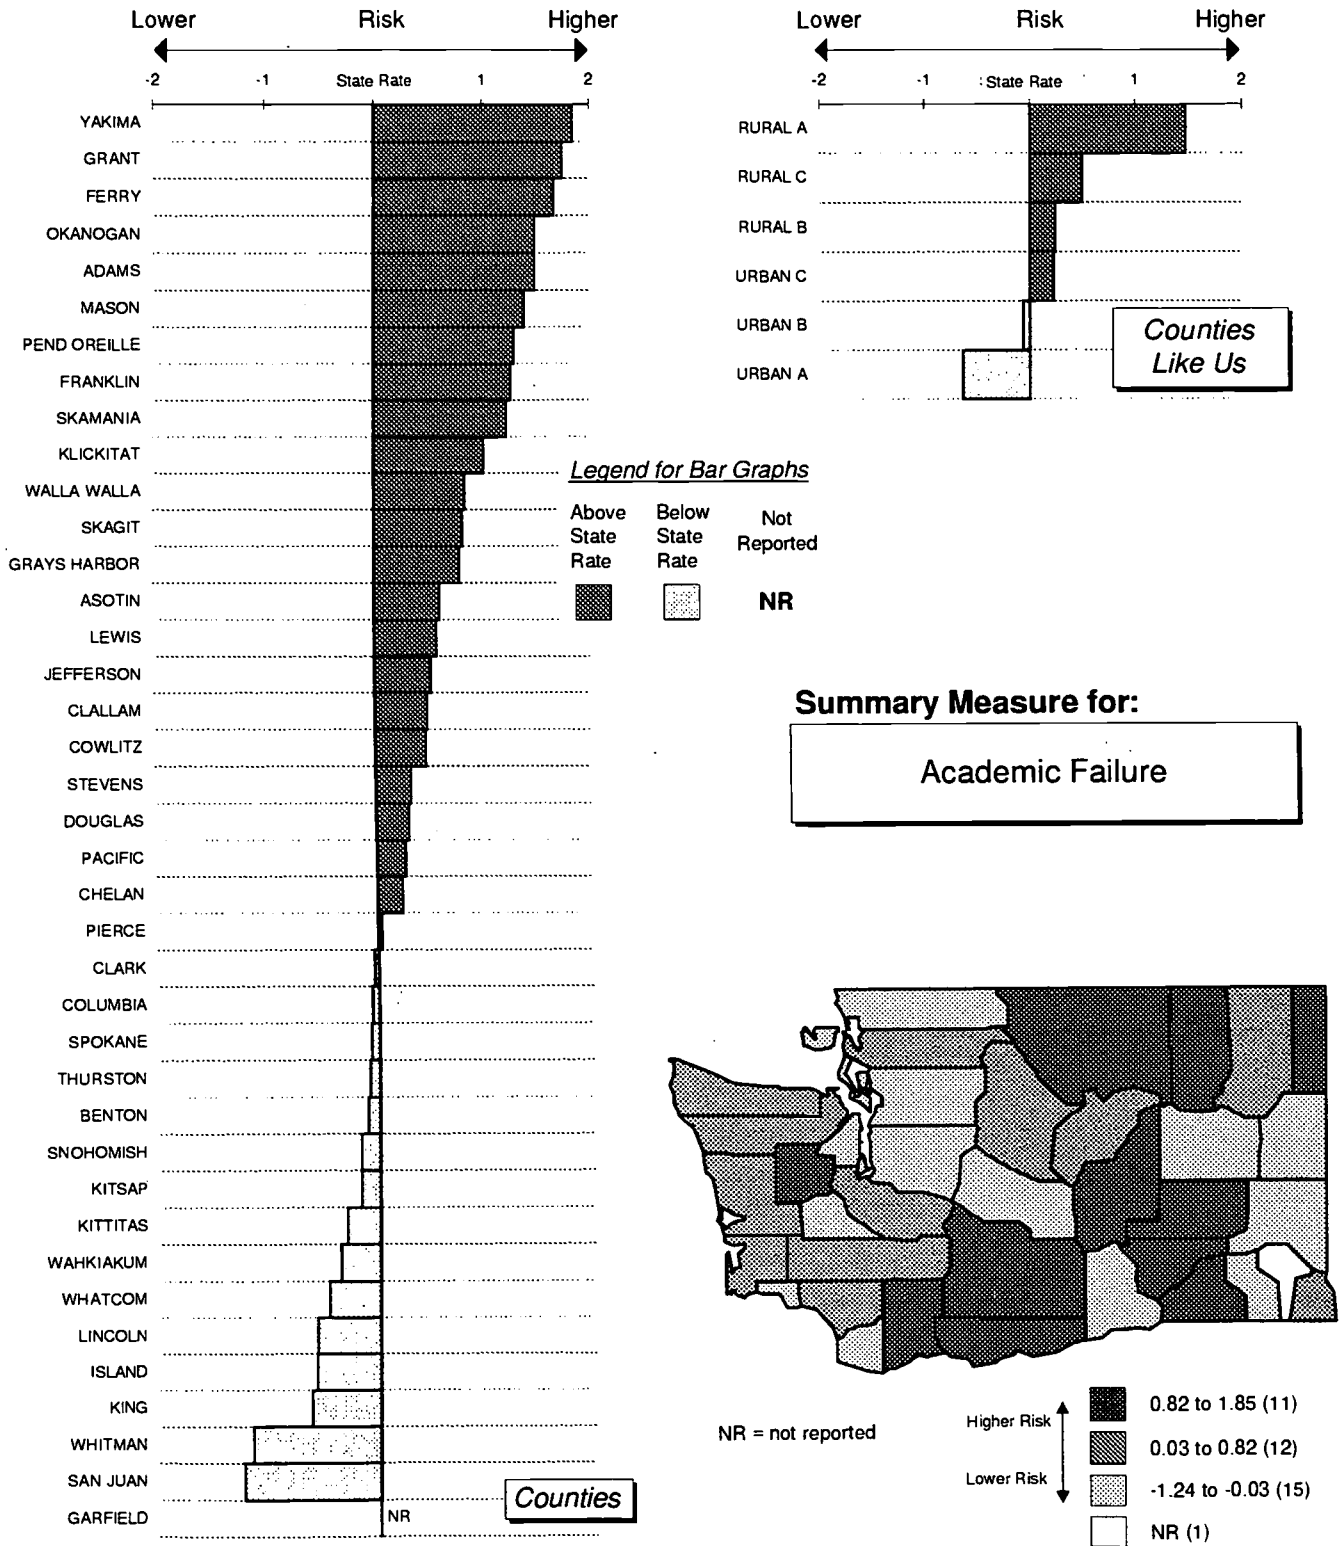 Lower Risk Higher
-2 -1 State Rate 1 2
YAKIMA
GRANT
FERRY
OKANOGAN
ADAMS
MASON
PEND OREILLE
FRANKLIN
SKAMANIA
KLICKITAT
WALLA WALLA
SKAGIT
GRAYS HARBOR
ASOTIN
LEWIS
JEFFERSON
CLALLAM
COWLITZ
STEVENS
DOUGLAS
PACIFIC
CHELAN
PIERCE
CLARK
COLUMBIA
SPOKANE
THURSTON
BENTON
SNOHOMISH
KITSAP
KITTITAS
WAHKIAKUM
WHATCOM
LINCOLN
ISLAND
KING
WHITMAN
SAN JUAN
GARFIELD NR
Counties
Lower Risk Higher
-2 -1 State Rate 1 2
RURAL A
RURAL C
RURAL B
URBAN C
URBAN B
URBAN A
Counties
Like Us
Legend for Bar Graphs
Above
State
Rate
Below
State
Rate
Not
Reported
NR
Summary Measure for:
Academic Failure
NR = not reported
Higher Risk
Lower Risk
0.82 to 1.85 (11)
0.03 to 0.82 (12)
-1.24 to -0.03 (15)
NR (1)